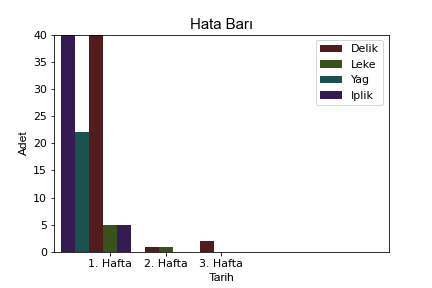 Hata Barı
40
35
30
25
20
15
10
5
0
Adet
Delik
Leke
Yag
Iplik
1. Hafta
2. Hafta
3. Hafta
Tarih